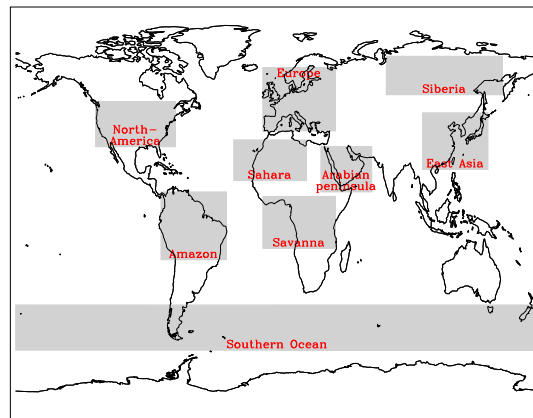 Europe
Siberia
North-
America
East Asia
Sahara
Arabian
peninsula
Amazon
Savanna
Southern Ocean